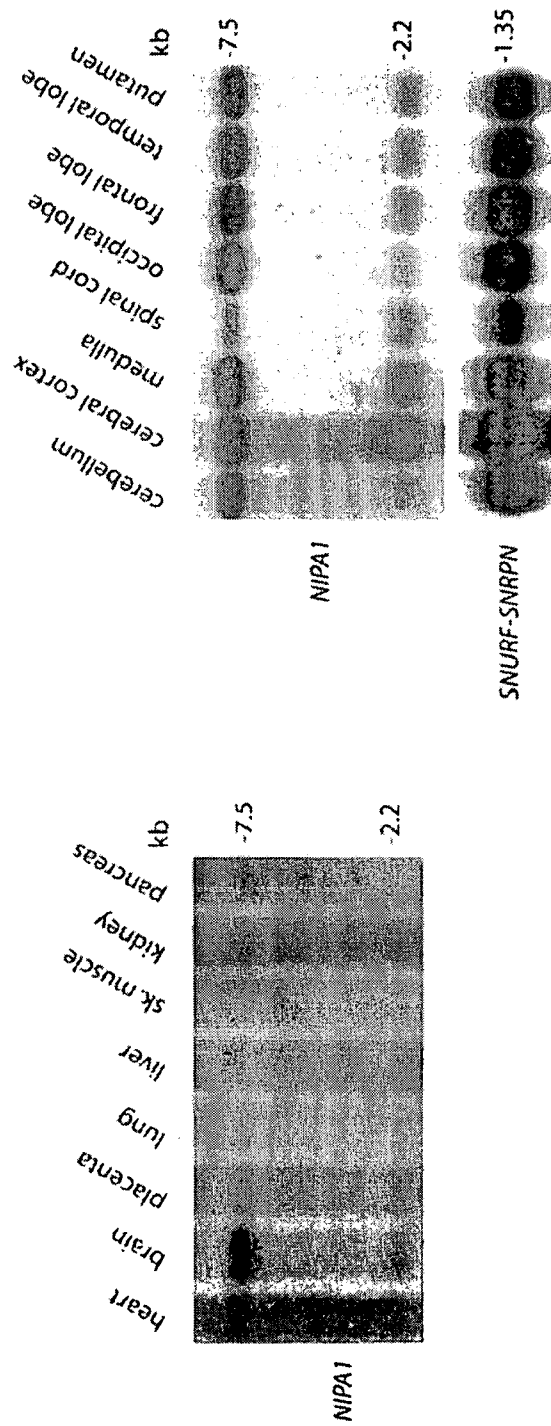 heart
brain
placenta
lung
liver
sk. muscle
kidney
pancreas
kb
-7.5
-2.2
NIPA1
cerebellum
cerebral cortex
medulla
spinal cord
occipital lobe
frontal lobe
temporal lobe
putamen
kb
-7.5
-2.2
NIPA1
-1.35
SNURF-SNRPN